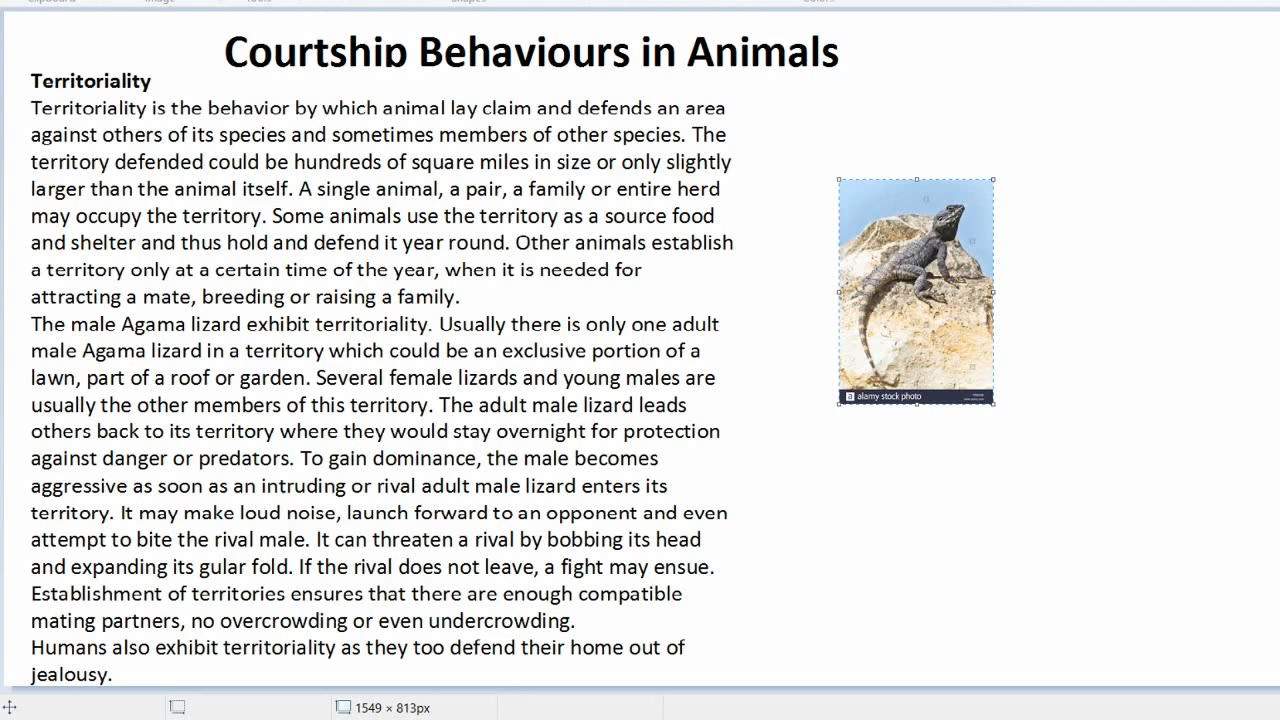 Courtship Behaviours in Animals
Territoriality
Territoriality is the behavior by which animal lay claim and defends an area
against others of its species and sometimes members of other species. The
territory defended could be hundreds of square miles in size or only slightly
larger than the animal itself. A single animal, a pair, a family or entire herd
may occupy the territory. Some animals use the territory as a source food
and shelter and thus hold and defend it year round. Other animals establish
a territory only at a certain time of the year, when it is needed for
attracting a mate, breeding or raising a family.
The male Agama lizard exhibit territoriality. Usually there is only one adult
male Agama lizard in a territory which could be an exclusive portion of a
lawn, part of a roof or garden. Several female lizards and young males are
usually the other members of this territory. The adult male lizard leads
others back to its territory where they would stay overnight for protection
against danger or predators. To gain dominance, the male becomes
aggressive as soon as an intruding or rival adult male lizard enters its
territory. It may make loud noise, launch forward to an opponent and even
attempt to bite the rival male. It can threaten a rival by bobbing its head
and expanding its gular fold. If the rival does not leave, a fight may ensue.
Establishment of territories ensures that there are enough compatible
mating partners, no overcrowding or even undercrowding.
Humans also exhibit territoriality as they too defend their home out of
jealousy.
a alamy stock photo
1549 × 813px